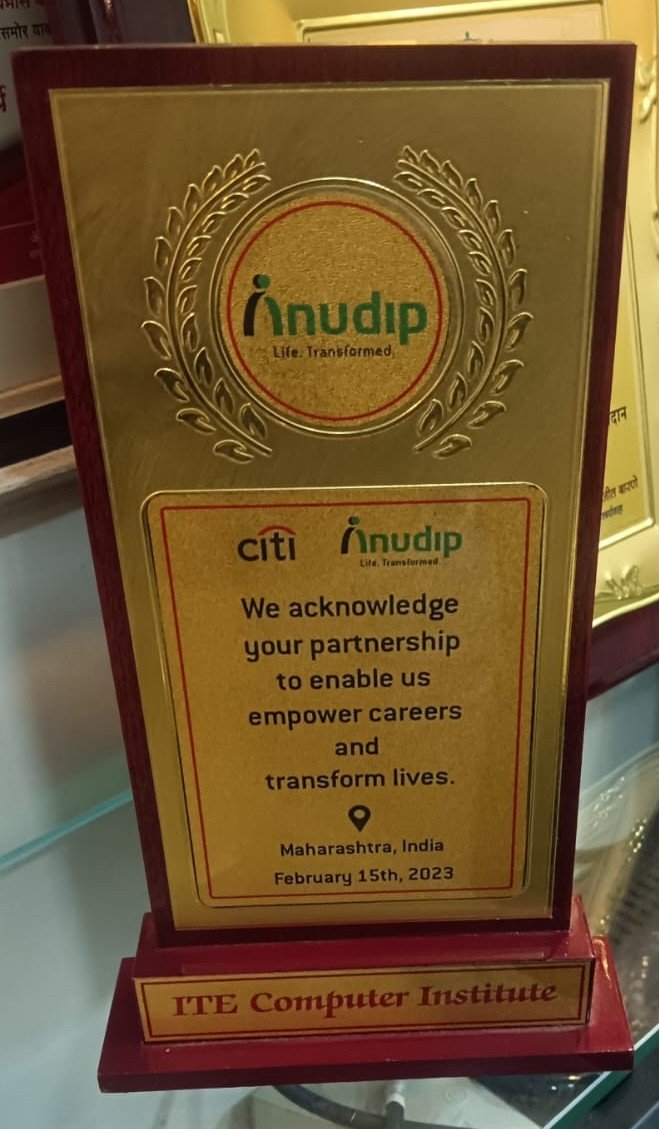 समोर
Anudip
Life. Transformed
citi Anudip
Life. Transformed
We acknowledge
your partnership
to enable us
empower careers
and
transform lives.
Maharashtra, India
February 15th, 2023
ITE Computer Institute